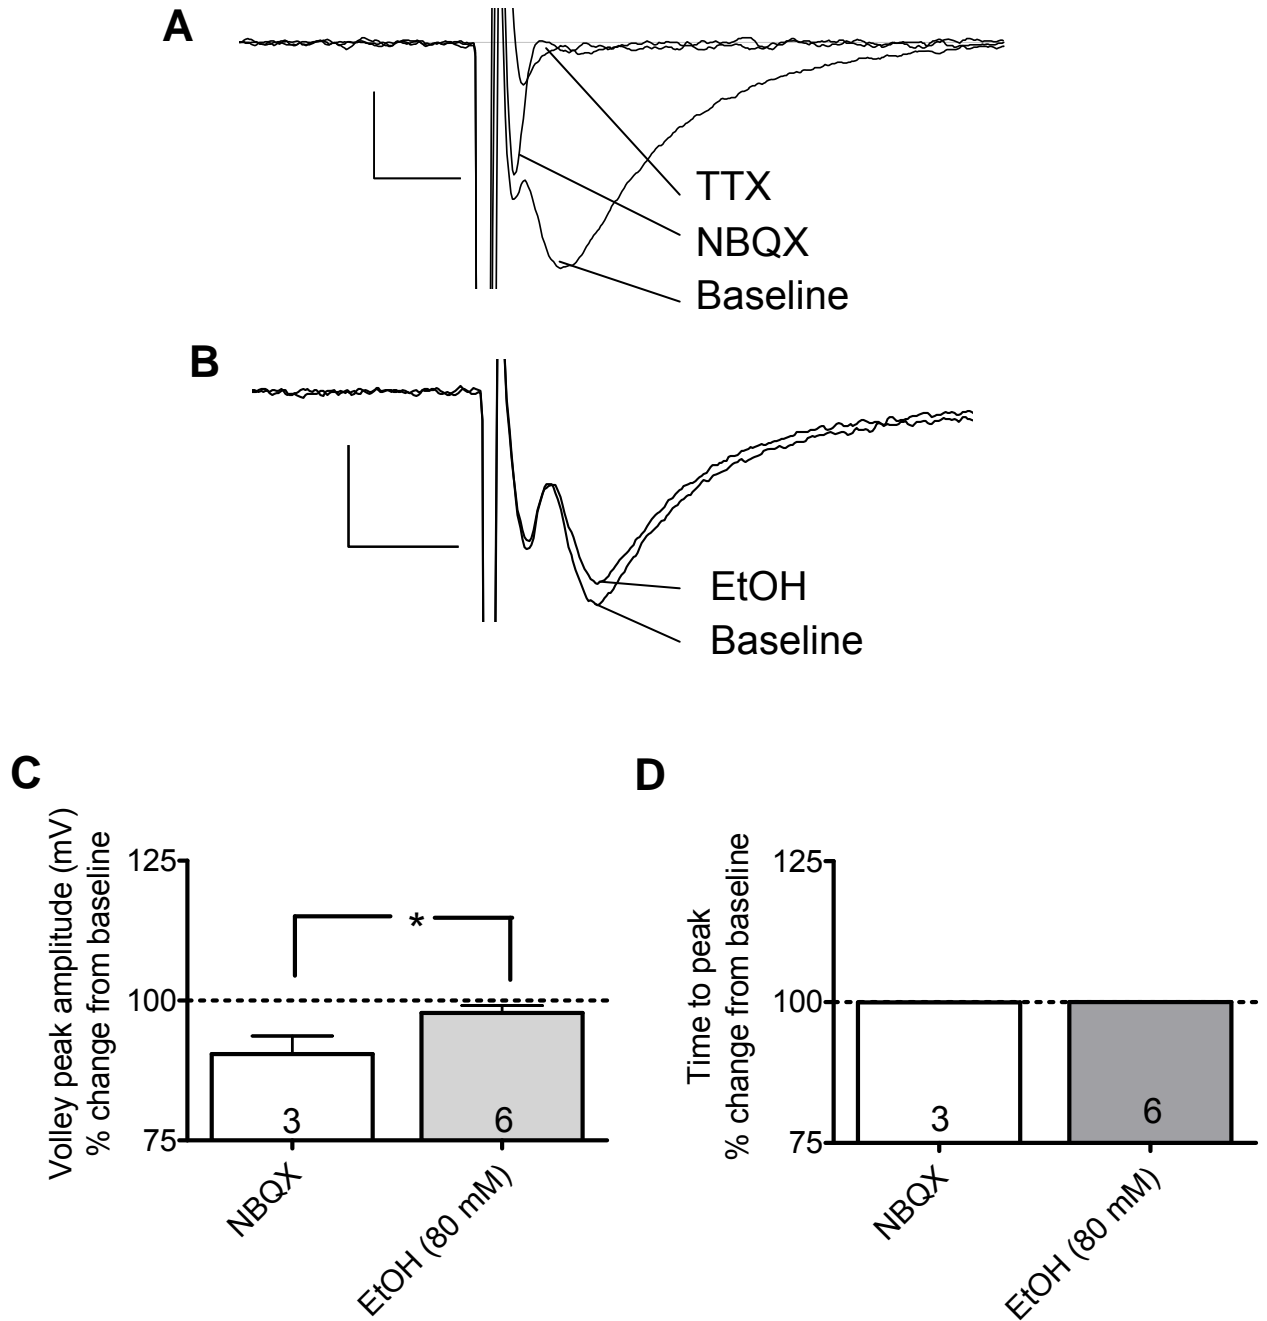 A
TTX
NBQX
Baseline
B
EtOH
Baseline
C
Volley peak amplitude (mV)
% change from baseline
125
100
75
*
3
6
NBQX
EtOH (80 mM)
D
Time to peak
% change from baseline
125
100
75
3
6
NBQX
EtOH (80 mM)